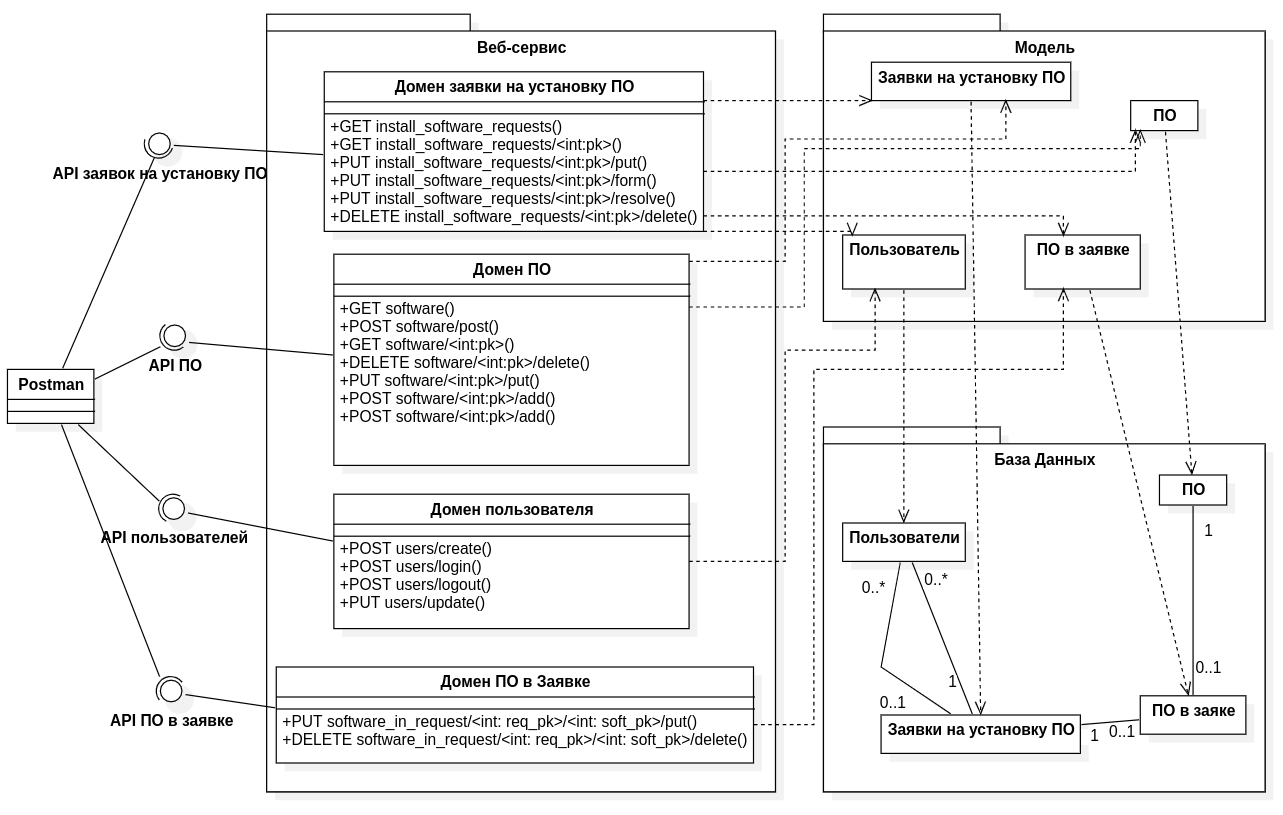 Postman
API заявок на установку ПО
API ПО
API пользователей
API ПО в заявке
Веб-сервис
Домен заявки на установку ПО
+GET install_software_requests()
+GET install_software_requests/<int:pk>()
+PUT install_software_requests/<int:pk>/put()
+PUT install_software_requests/<int:pk>/form()
+PUT install_software_requests/<int:pk>/resolve()
+DELETE install_software_requests/<int:pk>/delete()
Домен ПО
+GET software()
+POST software/post()
+GET software/<int:pk>()
+DELETE software/<int:pk>/delete()
+PUT software/<int:pk>/put()
+POST software/<int:pk>/add()
+POST software/<int:pk>/add()
Домен пользователя
+POST users/create()
+POST users/login()
+POST users/logout()
+PUT users/update()
Домен ПО в Заявке
+PUT software_in_request/<int: req_pk>/<int: soft_pk>/put()
+DELETE software_in_request/<int: req_pk>/<int: soft_pk>/delete()
Модель
Заявки на установку ПО
ПО
Пользователь
ПО в заявке
База Данных
ПО
1
Пользователи
0..*
0..*
0..1
1
0..1
ПО в заяке
Заявки на установку ПО
1
0..1